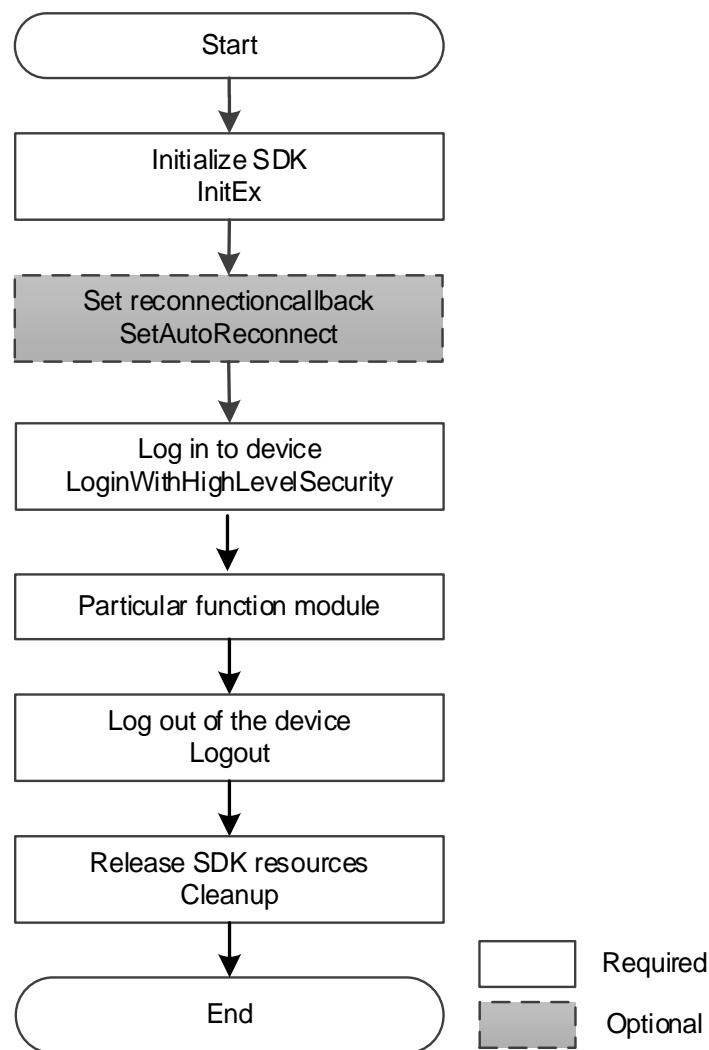 Start
Initialize SDK
InitEx
Set reconnectioncallback
SetAutoReconnect
Log in to device
LoginWithHighLevelSecurity
Particular function module
Log out of the device
Logout
Release SDK resources
Cleanup
End
Required
Optional